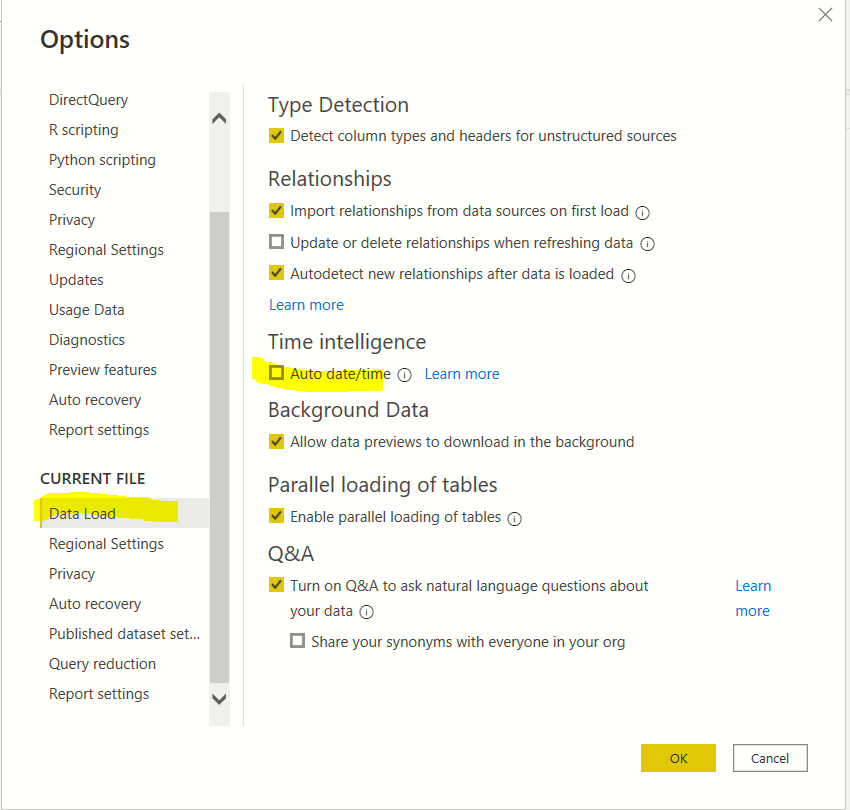 Options
DirectQuery
R scripting
Python scripting
Security
Privacy
Regional Settings
Updates
Usage Data
Diagnostics
Preview features
Auto recovery
Report settings
CURRENT FILE
Data Load
Regional Settings
Privacy
Auto recovery
Published dataset set...
Query reduction
Report settings
Type Detection
Detect column types and headers for unstructured sources
Relationships
Import relationships from data sources on first load
Update or delete relationships when refreshing data
Autodetect new relationships after data is loaded
Learn more
Time intelligence
Auto date/time Learn more
Background Data
Allow data previews to download in the background
Parallel loading of tables
Enable parallel loading of tables
Q&A
Turn on Q&A to ask natural language questions about
your data
Learn
more
Share your synonyms with everyone in your org
OK
Cancel